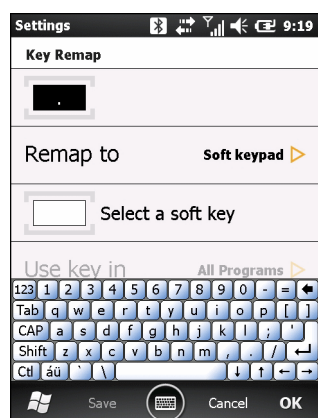 Settings 9:19
Key Remap
.
Remap to Soft keypad
Select a soft key
Use key in All Programs
123 1 2 3 4 5 6 7 8 9 0 - =
Tab q w e r t y u i o p [ ]
CAP a s d f g h j k l ; '
Shift z x c v b n m , . /
Ctl áü ` \
Save Cancel OK